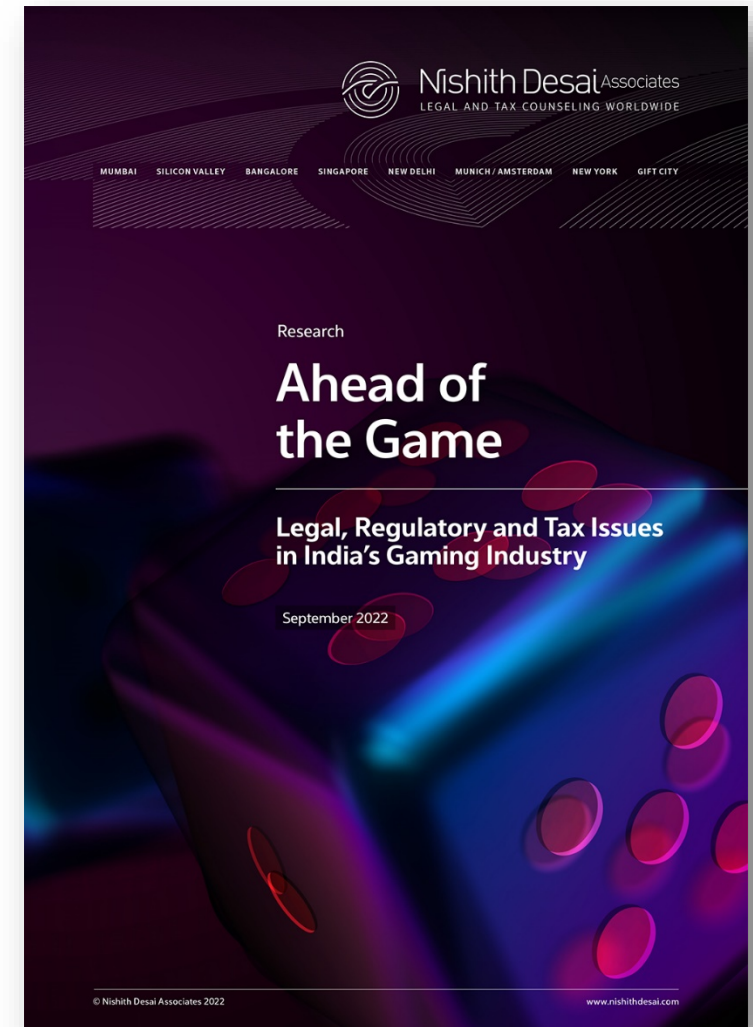 Nishith Desai Associates
LEGAL AND TAX COUNSELING WORLDWIDE
MUMBAI SILICON VALLEY BANGALORE SINGAPORE NEW DELHI MUNICH / AMSTERDAM NEW YORK GIFT CITY
Research
Ahead of
the Game
Legal, Regulatory and Tax Issues
in India's Gaming Industry
September 2022
© Nishith Desai Associates 2022 www.nishithdesai.com